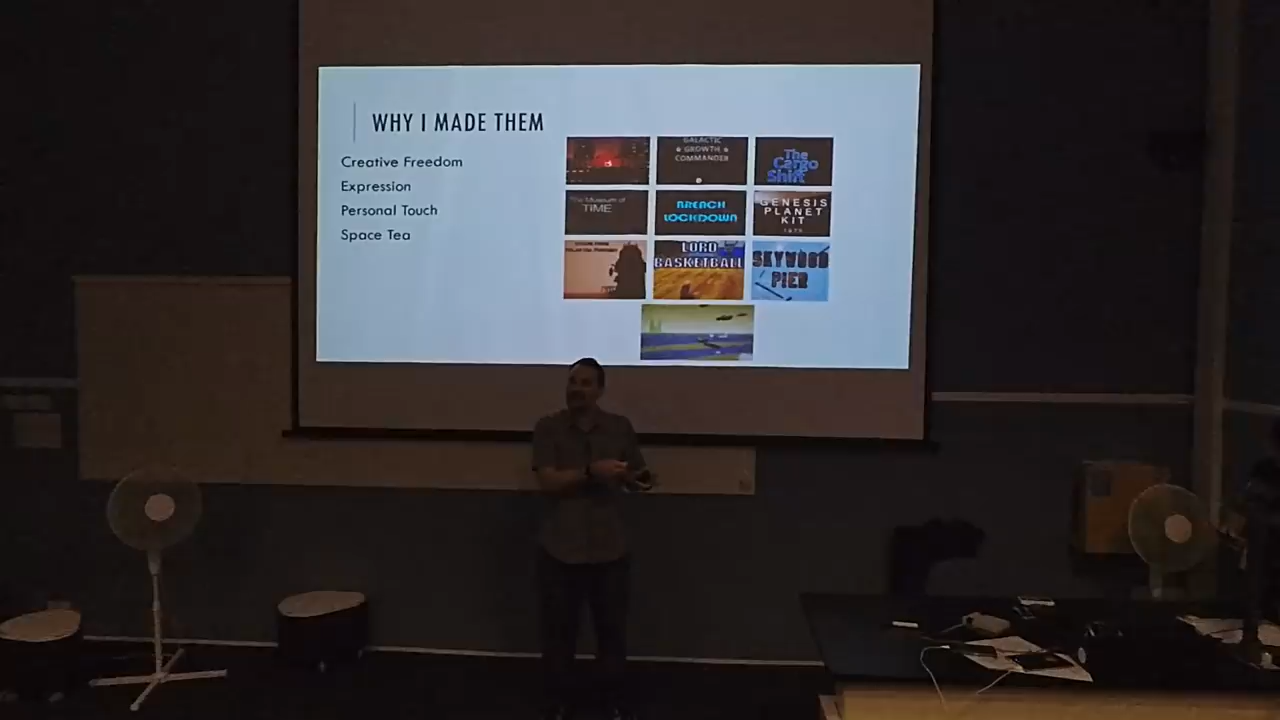 WHY I MADE THEM
Creative Freedom
Expression
Personal Touch
Space Tea
GALACTIC
GROWTH
COMMANDER
The
Cargo
Shift
The Museum of
TIME
BREACH
LOCKDOWN
GENESIS
PLANET
KIT
LORD
BASKETBALL
SKYWOOD
PIER